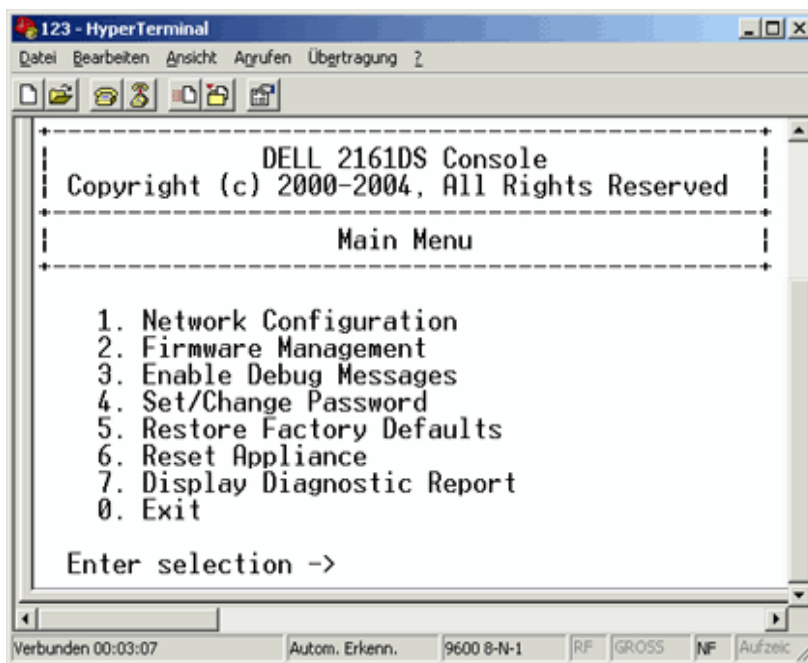 123 - HyperTerminal
Datei Bearbeiten Ansicht Anrufen Übertragung ?
DELL 2161DS Console
Copyright (c) 2000-2004, All Rights Reserved
Main Menu
1. Network Configuration
2. Firmware Management
3. Enable Debug Messages
4. Set/Change Password
5. Restore Factory Defaults
6. Reset Appliance
7. Display Diagnostic Report
0. Exit
Enter selection ->
Verbunden 00:03:07 Autom. Erkenn. 9600 8-N-1 RF GROSS NF Aufzeic